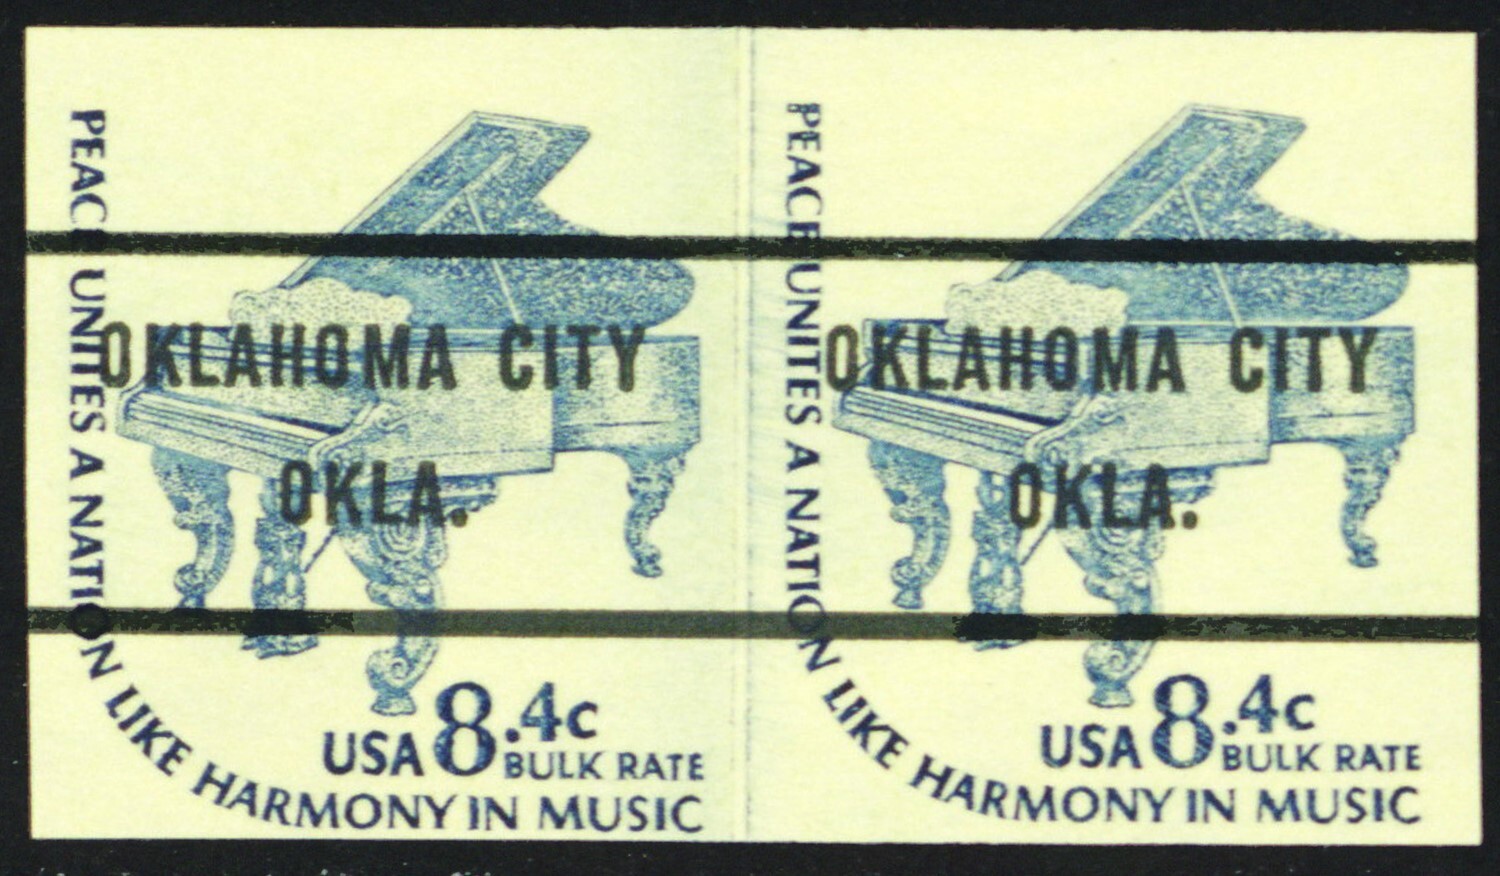 PEACE UNITES A NATION LIKE HARMONY IN MUSIC
OKLAHOMA CITY
OKLA.
USA 8.4c
BULK RATE
PEACE UNITES A NATION LIKE HARMONY IN MUSIC
OKLAHOMA CITY
OKLA.
USA 8.4c
BULK RATE